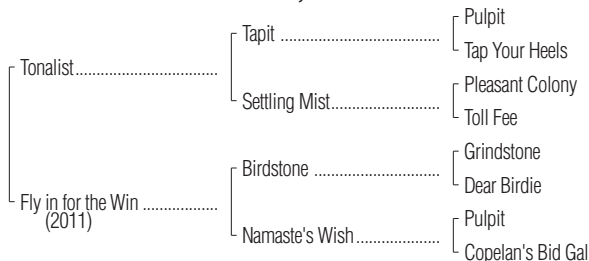 Pulpit
Tapit ................................
Tap Your Heels
Tonalist................................
Pleasant Colony
Settling Mist......................
Toll Fee
Grindstone
Birdstone .........................
Dear Birdie
Fly in for the Win .................
(2011)
Pulpit
Namaste's Wish.................
Copelan's Bid Gal